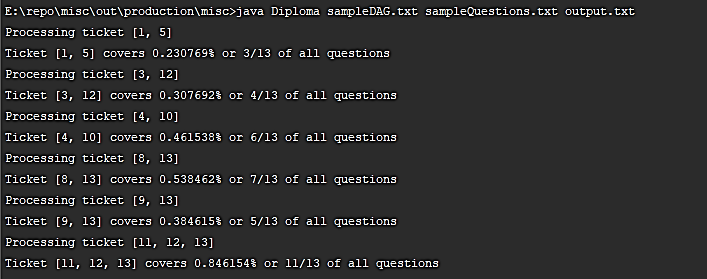 E:\repo\misc\out\production\misc>java Diploma sampleDAG.txt sampleQuestions.txt output.txt
Processing ticket [1, 5]
Ticket [1, 5] covers 0.230769% or 3/13 of all questions
Processing ticket [3, 12]
Ticket [3, 12] covers 0.307692% or 4/13 of all questions
Processing ticket [4, 10]
Ticket [4, 10] covers 0.461538% or 6/13 of all questions
Processing ticket [8, 13]
Ticket [8, 13] covers 0.538462% or 7/13 of all questions
Processing ticket [9, 13]
Ticket [9, 13] covers 0.384615% or 5/13 of all questions
Processing ticket [11, 12, 13]
Ticket [11, 12, 13] covers 0.846154% or 11/13 of all questions